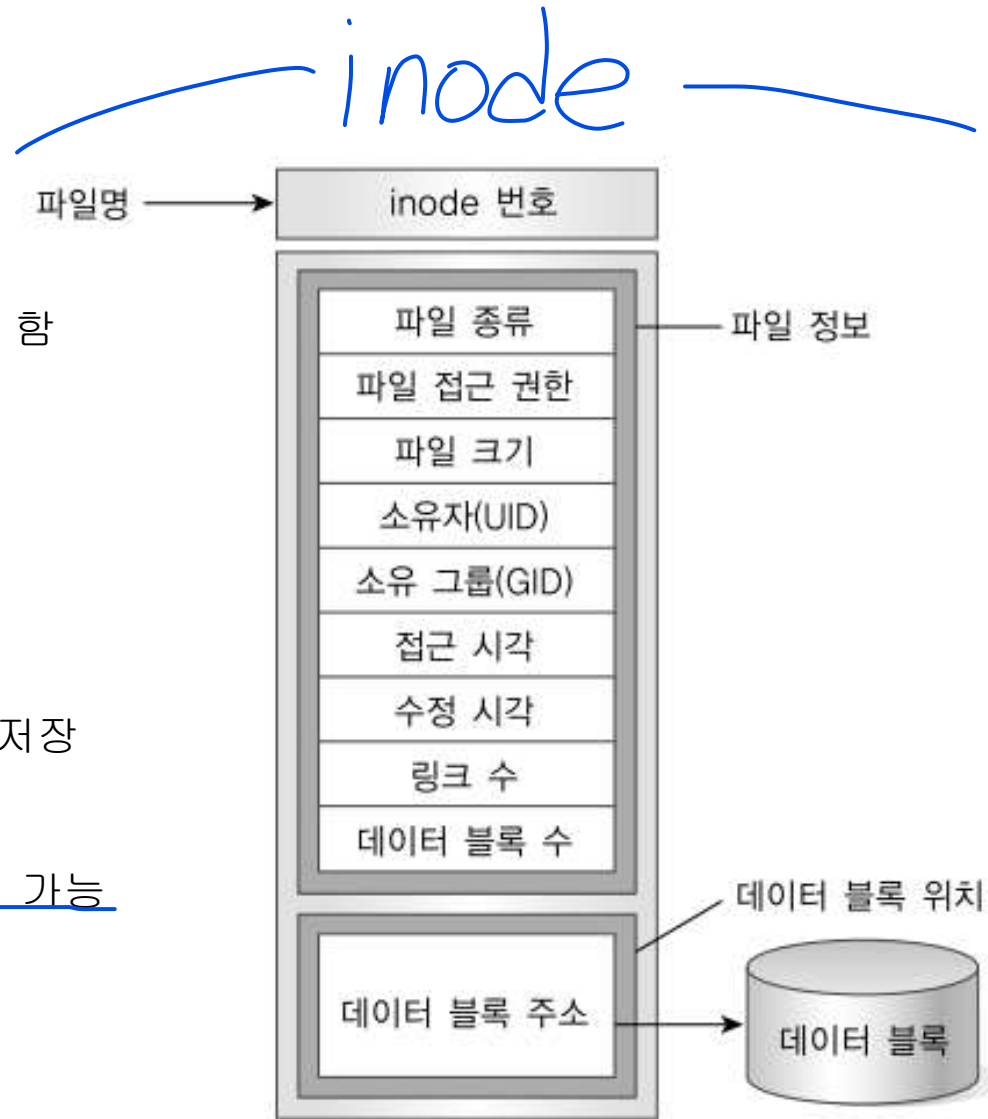 inode
파일명
inode 번호
함
파일 종류
파일 정보
파일 접근 권한
파일 크기
소유자(UID)
소유 그룹(GID)
접근 시각
수정 시각
저장
링크 수
데이터 블록 수
가능
데이터 블록 위치
데이터 블록 주소
데이터 블록